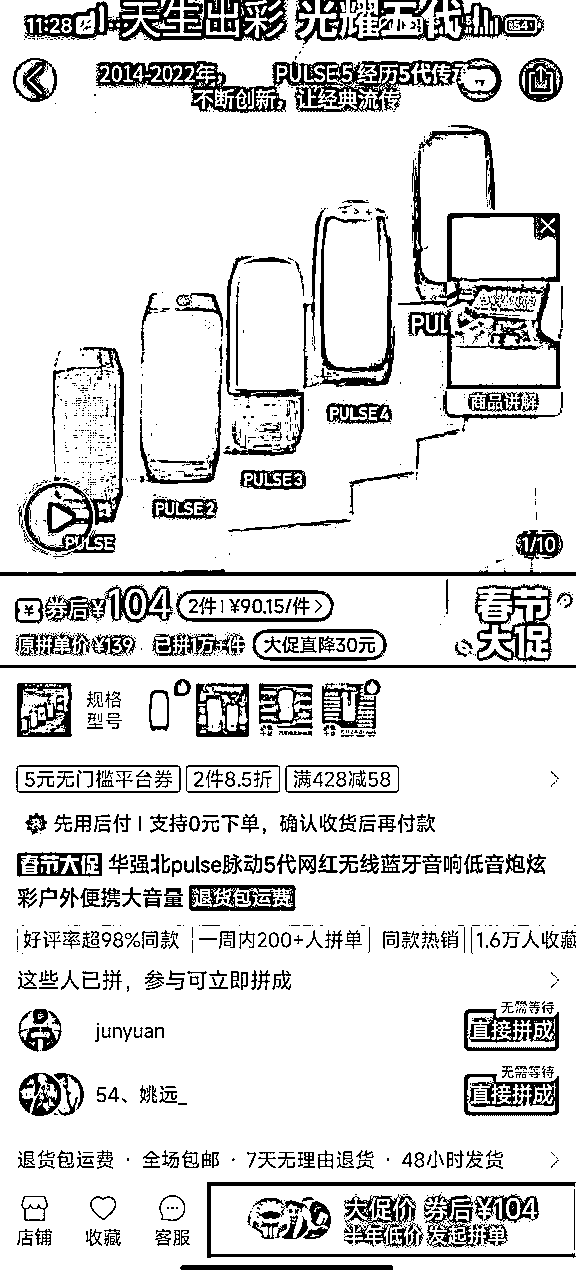 11:28
天生出彩 光耀五代
2014-2022年, PULSE5 经历5代传
不断创新, 让经典流传
PUL
商品讲解
PULSE4
PULSE3
PULSE2
PULSE
1/10
券后¥104 2件1¥90.15/件>
原拼单价 ¥139 已拼1万+件 大促直降30元
春节
大促
规格
型号
5元无门槛平台券 2件8.5折 满428减58
先用后付 | 支持0元下单，确认收货后再付款
春节大促 华强北pulse脉动5代网红无线蓝牙音响低音炮炫
彩户外便携大音量 退货包运费
好评率超98%同款 一周内200+人拼单 同款热销 1.6万人收藏
这些人已拼，参与可立即拼成
无需等待
junyuan 直接拼成
无需等待
54、姚远_ 直接拼成
退货包运费 · 全场包邮 · 7天无理由退货 · 48小时发货
店铺 收藏 客服
大促价 券后¥104
半年低价 发起拼单